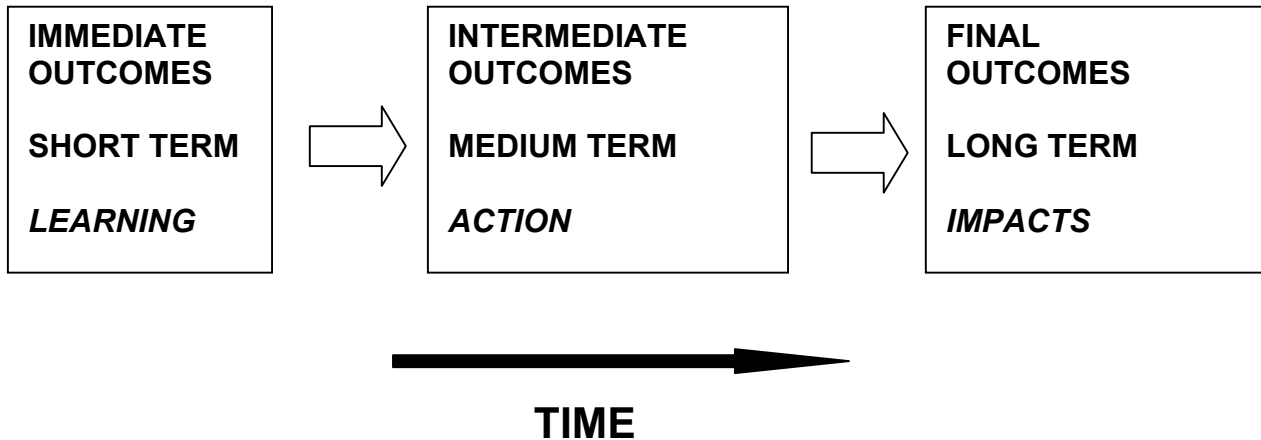 IMMEDIATE
OUTCOMES
SHORT TERM
LEARNING
INTERMEDIATE
OUTCOMES
MEDIUM TERM
ACTION
FINAL
OUTCOMES
LONG TERM
IMPACTS
TIME